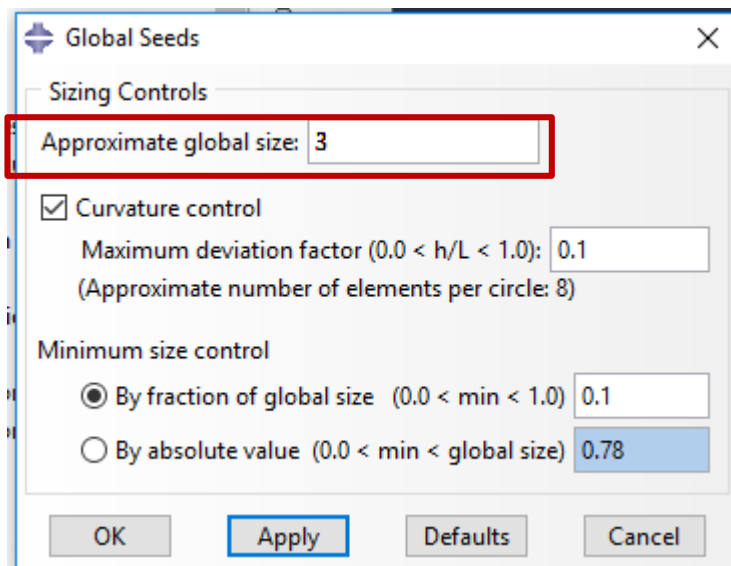 Global Seeds
Sizing Controls
Approximate global size: 3
Curvature control
Maximum deviation factor (0.0 < h/L < 1.0): 0.1
(Approximate number of elements per circle: 8)
Minimum size control
By fraction of global size (0.0 < min < 1.0) 0.1
By absolute value (0.0 < min < global size) 0.78
OK Apply Defaults Cancel